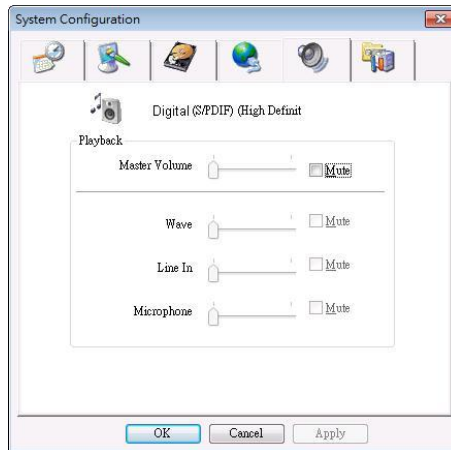 System Configuration
Digital (S/PDIF) (High Definit
Playback
Master Volume
Mute
Wave
Mute
Line In
Mute
Microphone
Mute
OK
Cancel
Apply